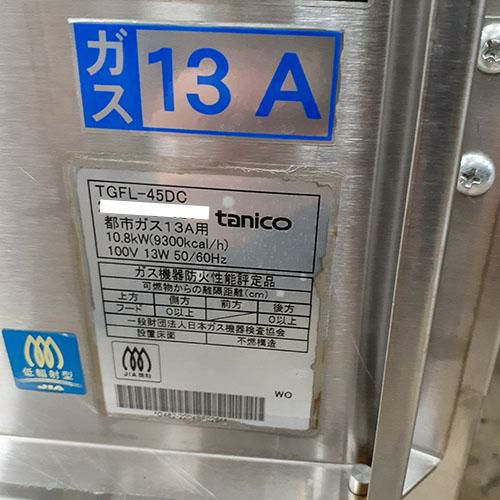 ガス 13 A
TGFL-45DC
tanico
都市ガス13A用
10.8kW(9300kcal/h)
100V 13W 50/60Hz
ガス機器防火性能評定品
可燃物からの離隔距離(cm)
上方 側方 前方 後方
フード 0以上 0以上
一般財団法人日本ガス機器検査協会
設置床面 不燃構造
JIA
WO
低輻射型
JIA